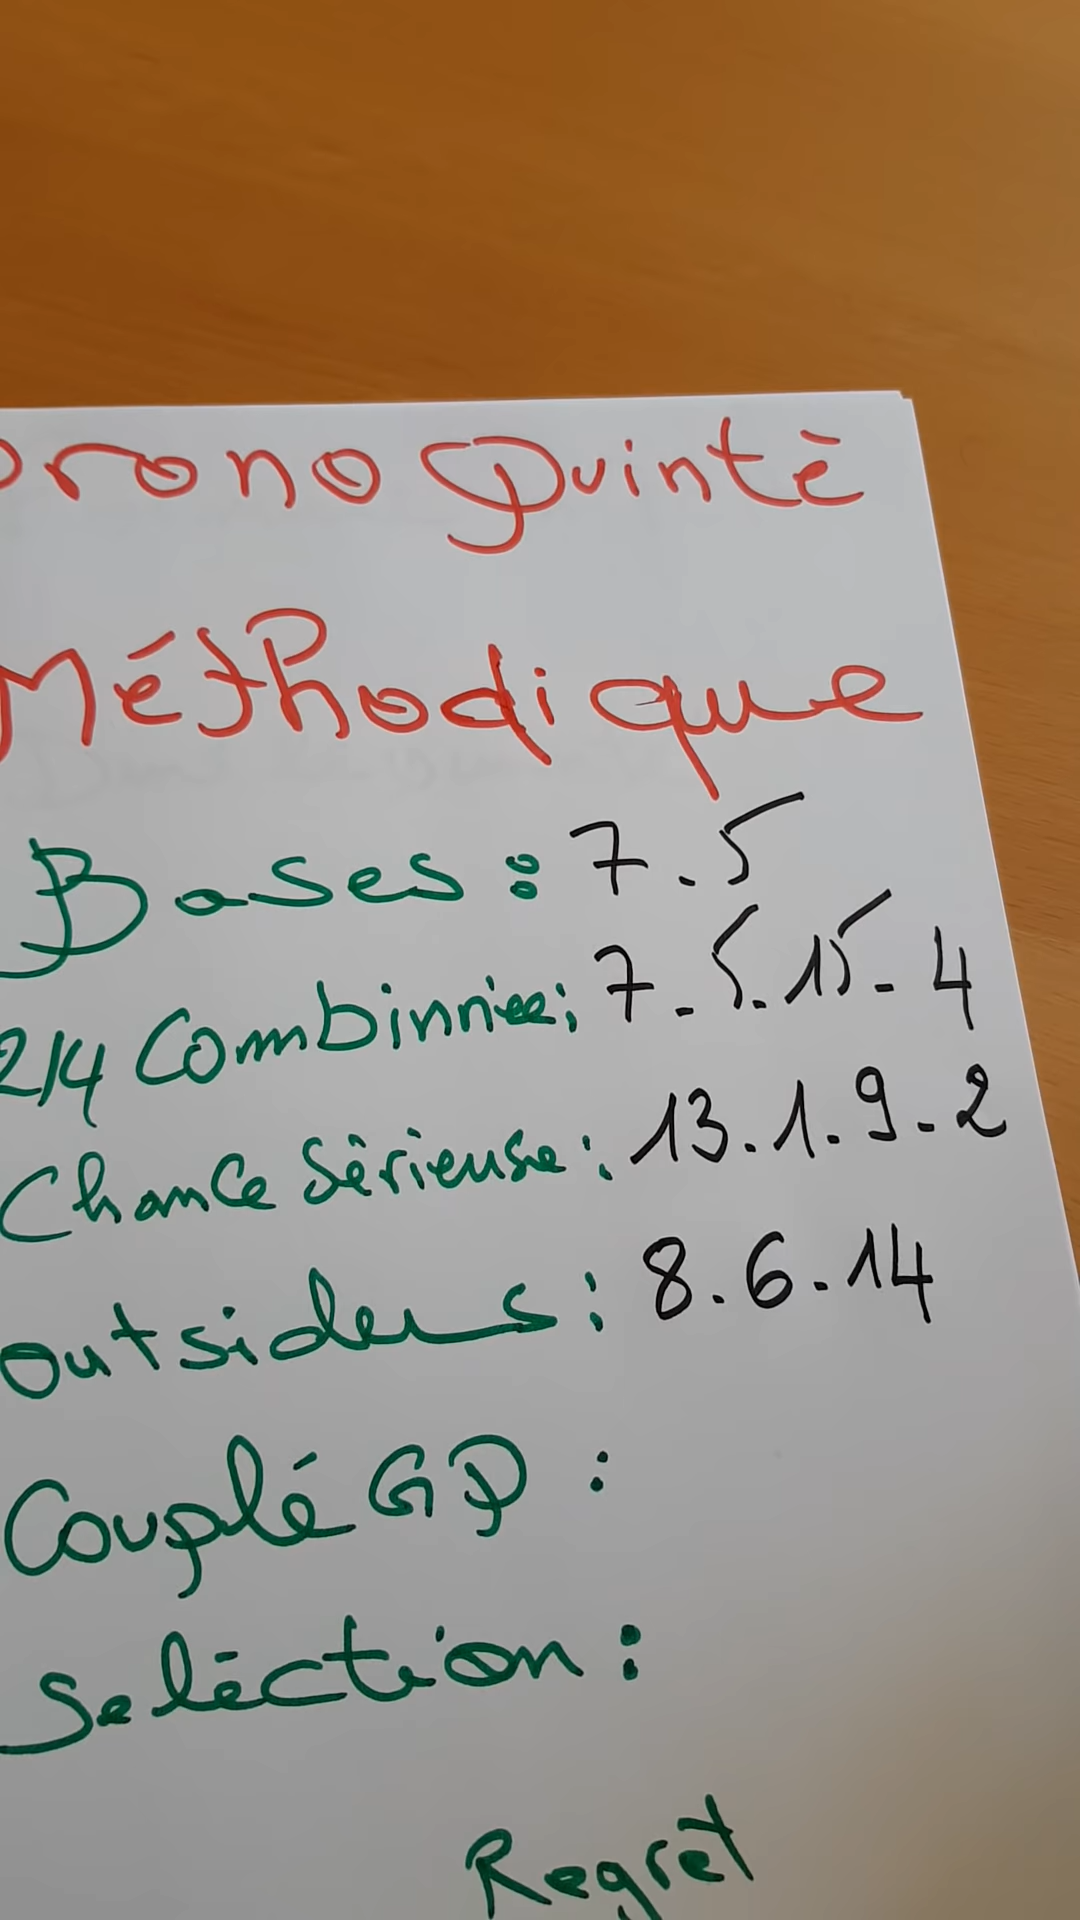 Prono Quinté
Méthodique
Bases : 7.5
2/4 Combinnée: 7.5.15.4
Chance Sérieuse: 13.1.9.2
outsiders: 8.6.14
Couplé GP :
Seléction :
Regret